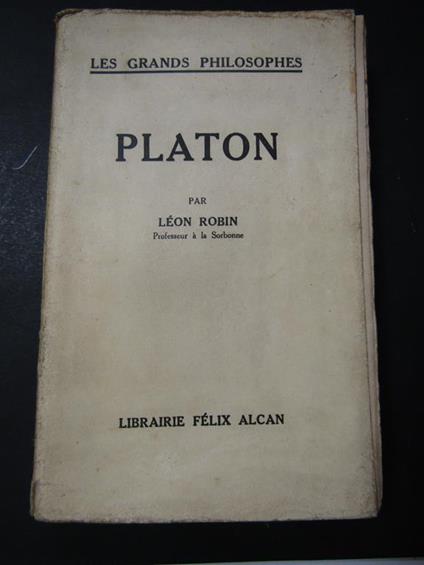 LES GRANDS PHILOSOPHES
PLATON
PAR
LÉON ROBIN
Professeur à la Sorbonne
LIBRAIRIE FÉLIX ALCAN